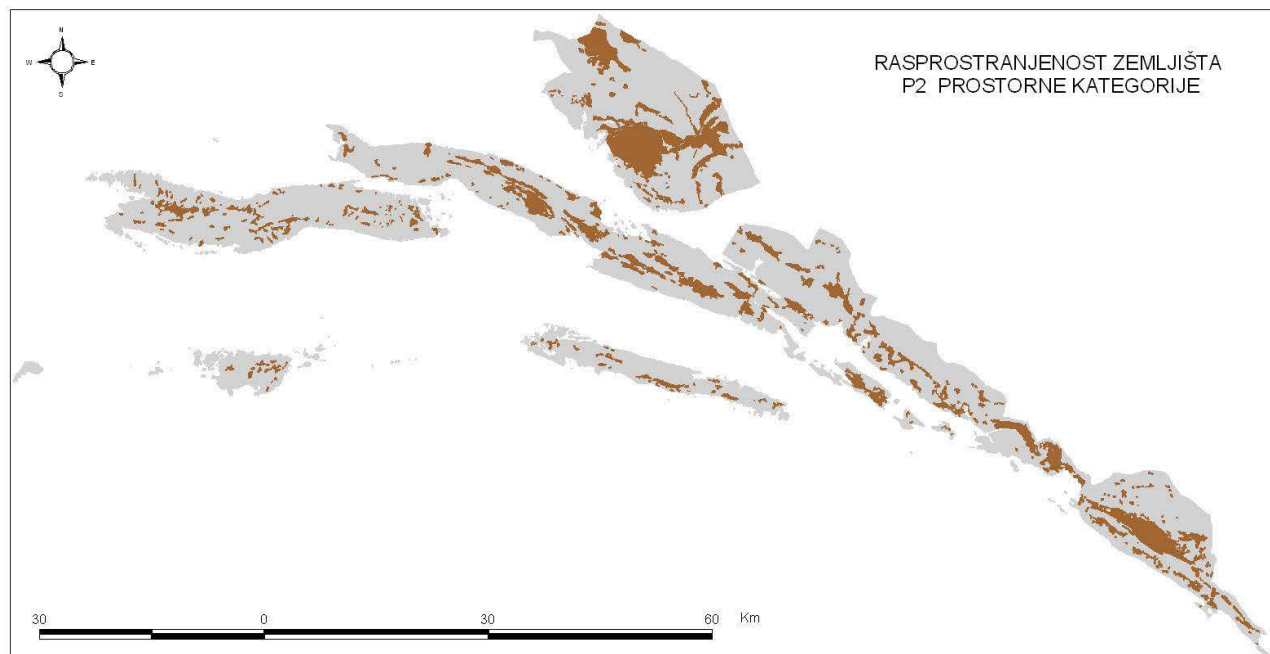 N
W E
S
RASPROSTRANJENOST ZEMLJIŠTA
P2 PROSTORNE KATEGORIJE
30 0 30 60 Km